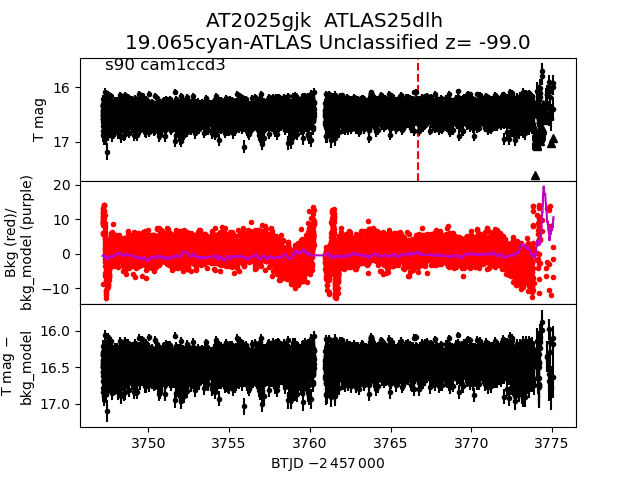 AT2025gjk  ATLAS25dlh
19.065cyan-ATLAS Unclassified z= -99.0
s90 cam1ccd3
T mag
16
17
Bkg (red)/
bkg_model (purple)
20
10
0
−10
T mag −
bkg_model
16.0
16.5
17.0
3750
3755
3760
3765
3770
3775
BTJD −2 457 000